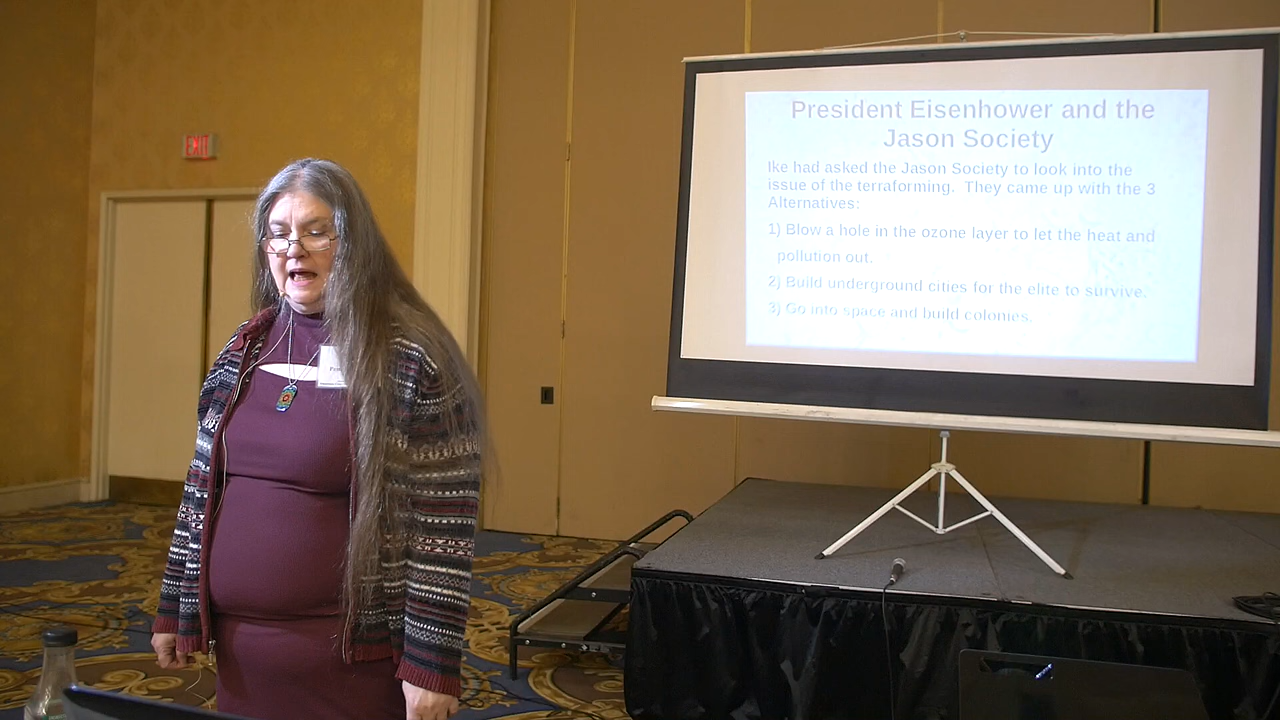 EXIT
President Eisenhower and the
Jason Society
Ike had asked the Jason Society to look into the
issue of the terraforming. They came up with the 3
Alternatives:
1) Blow a hole in the ozone layer to let the heat and
pollution out.
2) Build underground cities for the elite to survive.
3) Go into space and build colonies.